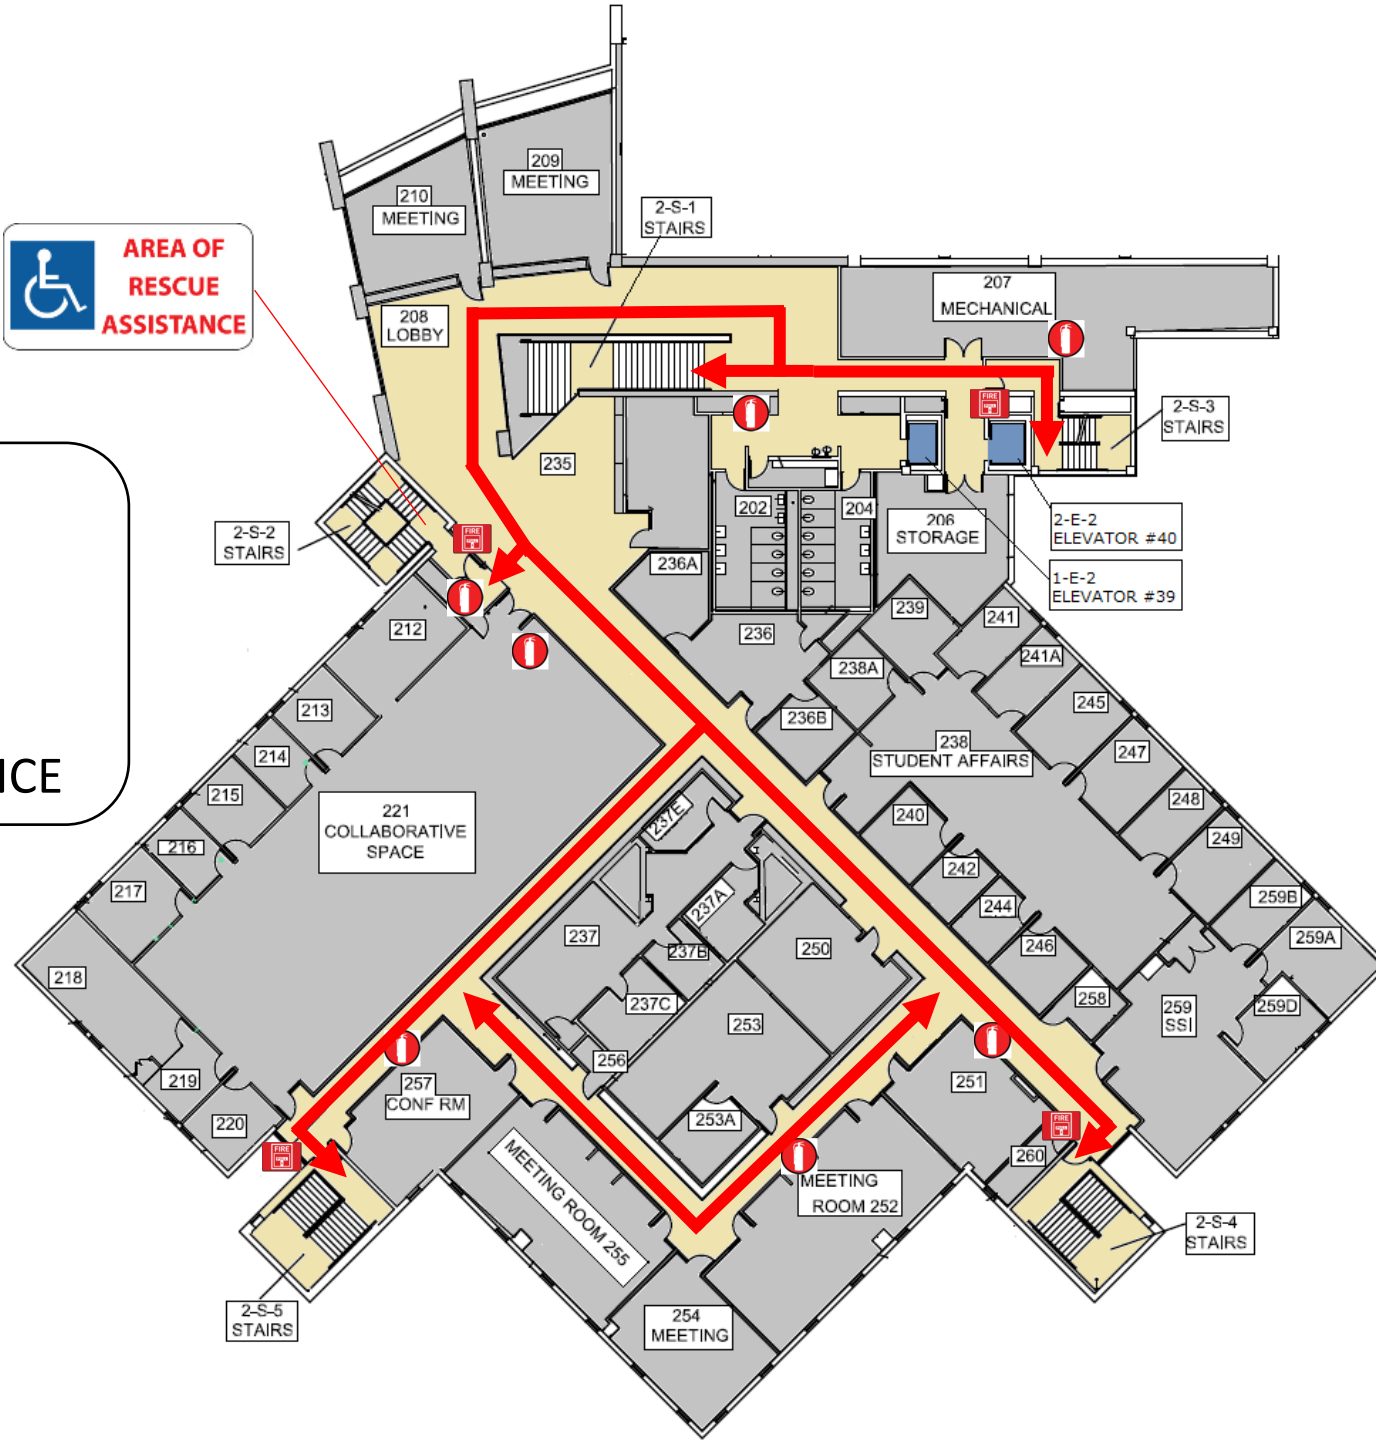 209
MEETING
210
MEETING
2-S-1
STAIRS
AREA OF
RESCUE
ASSISTANCE
207
MECHANICAL
208
LOBBY
2-S-3
STAIRS
FIRE
235
202
204
206
STORAGE
2-S-2
STAIRS
FIRE
2-E-2
ELEVATOR #40
1-E-2
ELEVATOR #39
236A
239
241
212
236
241A
238A
213
236B
245
214
238
STUDENT AFFAIRS
247
ICE
215
248
221
COLLABORATIVE
SPACE
237E
240
249
216
242
217
237A
244
259B
237
250
246
259A
218
237B
237C
258
259
SSI
259D
253
256
219
257
CONF RM
251
220
253A
FIRE
FIRE
260
MEETING ROOM 255
MEETING
ROOM 252
2-S-4
STAIRS
2-S-5
STAIRS
254
MEETING